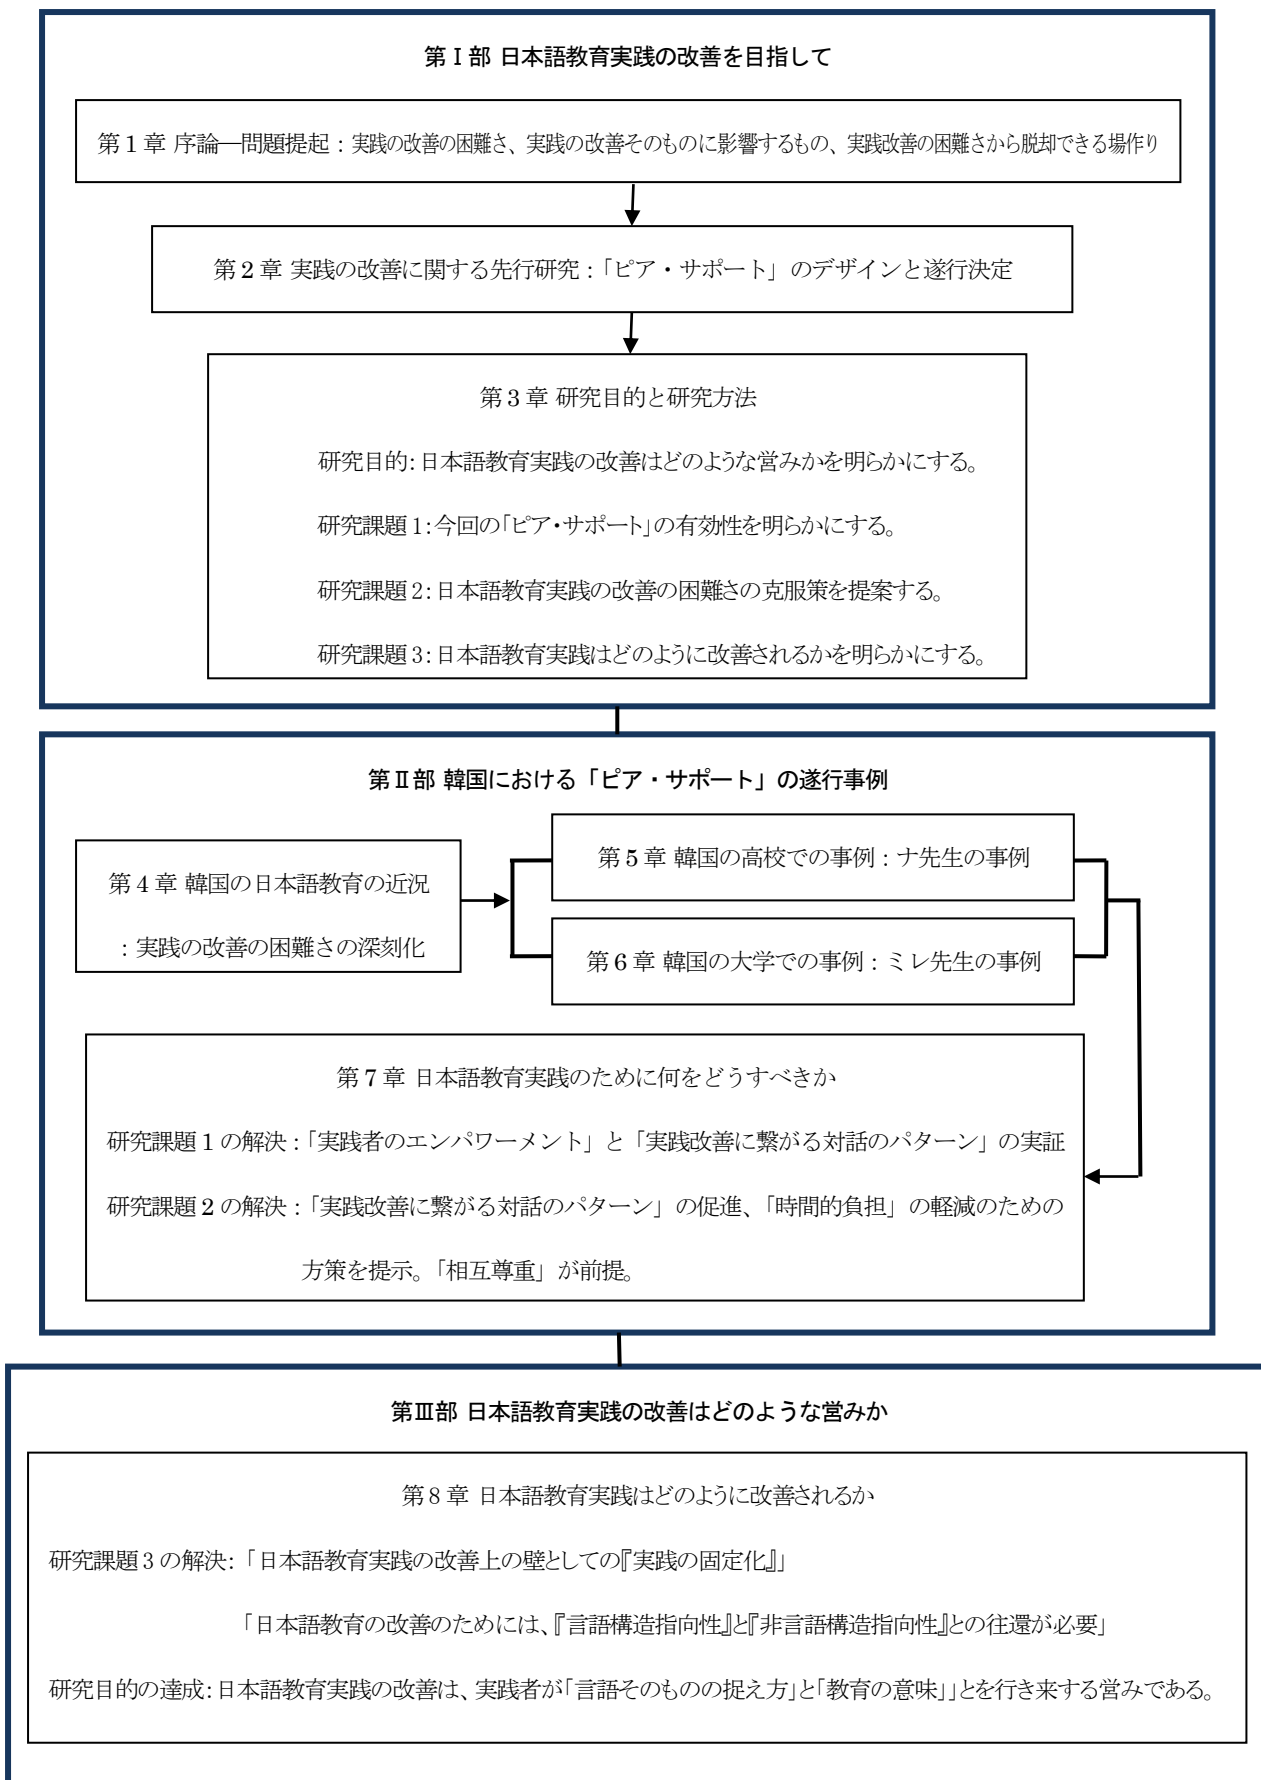 第Ⅰ部 日本語教育実践の改善を目指して
第1章 序論―問題提起：実践の改善の困難さ、実践の改善そのものに影響するもの、実践改善の困難さから脱却できる場作り
第2章 実践の改善に関する先行研究：「ピア・サポート」のデザインと遂行決定
第3章 研究目的と研究方法
研究目的：日本語教育実践の改善はどのような営みかを明らかにする。
研究課題1：今回の「ピア・サポート」の有効性を明らかにする。
研究課題2：日本語教育実践の改善の困難さの克服策を提案する。
研究課題3：日本語教育実践はどのように改善されるかを明らかにする。
第Ⅱ部 韓国における「ピア・サポート」の遂行事例
第4章 韓国の日本語教育の近況
：実践の改善の困難さの深刻化
第5章 韓国の高校での事例：ナ先生の事例
第6章 韓国の大学での事例：ミレ先生の事例
第7章 日本語教育実践のために何をどうすべきか
研究課題1の解決：「実践者のエンパワーメント」と「実践改善に繋がる対話のパターン」の実証
研究課題2の解決：「実践改善に繋がる対話のパターン」の促進、「時間的負担」の軽減のための
方策を提示。「相互尊重」が前提。
第Ⅲ部 日本語教育実践の改善はどのような営みか
第8章 日本語教育実践はどのように改善されるか
研究課題3の解決：「日本語教育実践の改善上の壁としての『実践の固定化』」
「日本語教育の改善のためには、『言語構造指向性』と『非言語構造指向性』との往還が必要」
研究目的の達成：日本語教育実践の改善は、実践者が「言語そのものの捉え方」と「教育の意味」」とを行き来する営みである。